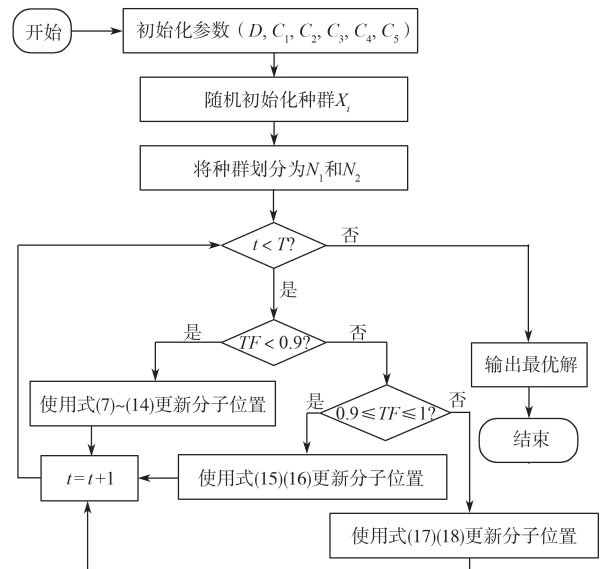 开始
初始化参数（D, C₁, C₂, C₃, C₄, C₅）
随机初始化种群Xᵢ
将种群划分为N₁和N₂
t < T?
否
是
TF < 0.9?
是
否
输出最优解
使用式(7)~(14)更新分子位置
0.9≤TF≤1?
是
否
结束
t=t+1
使用式(15)(16)更新分子位置
使用式(17)(18)更新分子位置